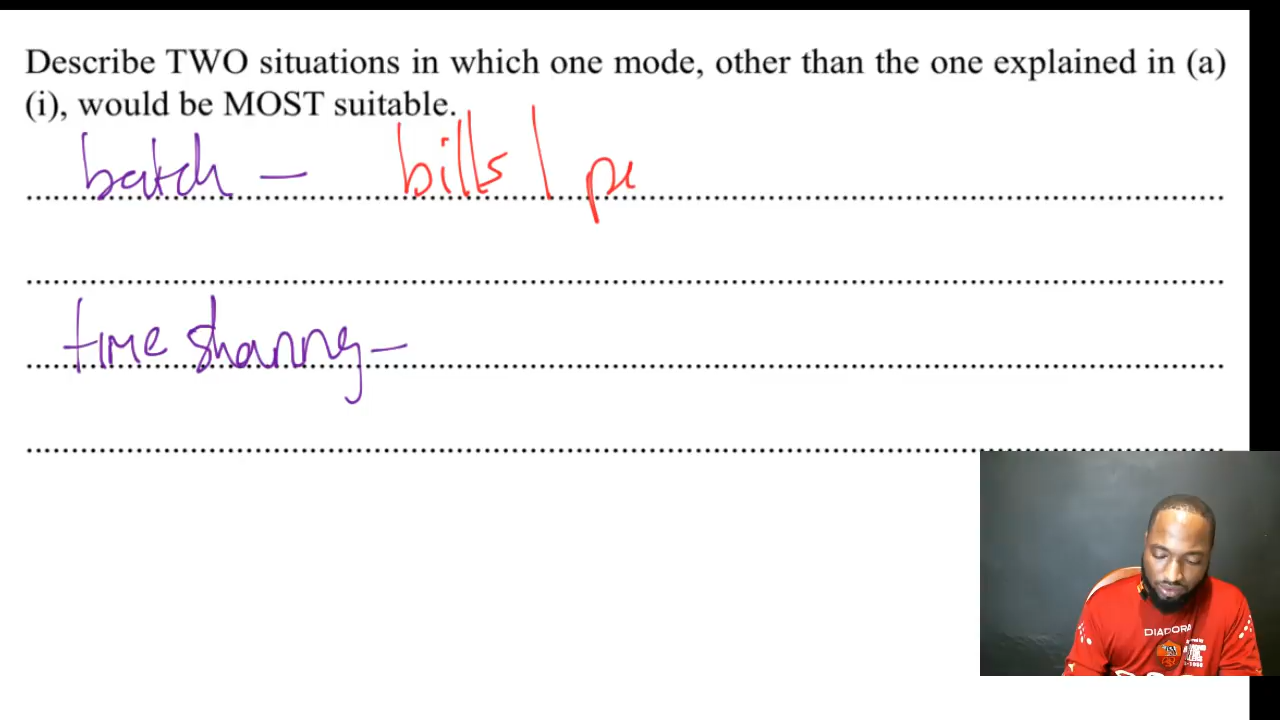 Describe TWO situations in which one mode, other than the one explained in (a)
(i), would be MOST suitable.
batch - bills |
time sharing -
DIADORA